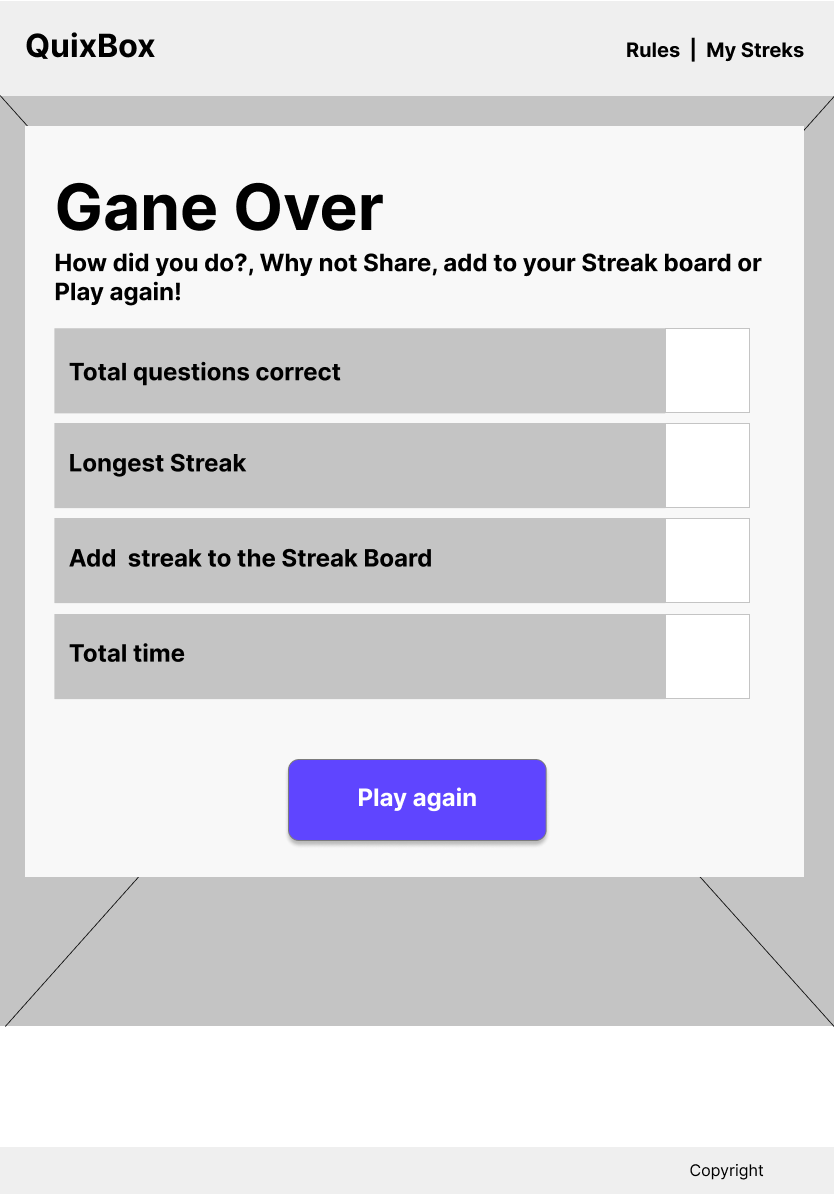 QuixBox
Rules | My Streks
Gane Over
How did you do?, Why not Share, add to your Streak board or
Play again!
Total questions correct
Longest Streak
Add  streak to the Streak Board
Total time
Play again
Copyright